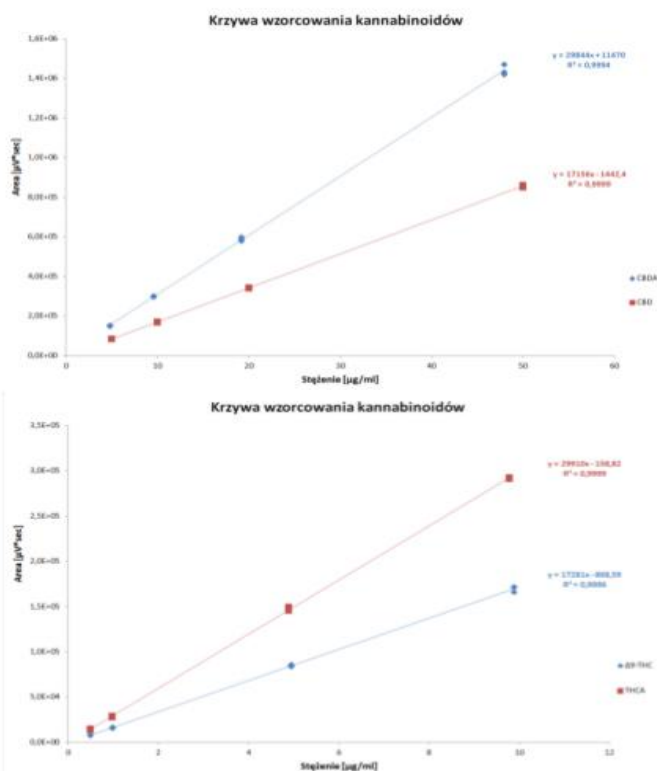 Krzywa wzorcowania kannabinoidów
1,6E+06
1,4E+06
1,2E+06
1,0E+06
8,0E+05
6,0E+05
4,0E+05
2,0E+05
0,0E+00
Area [µV*sec]
y = 29844x + 11470
R² = 0,9994
y = 17156x - 1442,4
R² = 0,9999
CBDA
CBD
0 10 20 30 40 50 60
Stężenie [µg/ml]
Krzywa wzorcowania kannabinoidów
3,5E+05
3,0E+05
2,5E+05
2,0E+05
1,5E+05
1,0E+05
5,0E+04
0,0E+00
Area [µV*sec]
y = 29910x -
R² = 0,9999
y = 17281x -
R² = 0,9996
Δ9-THC
THCA
0 2 4 6 8 10 12
Stężenie [µg/ml]